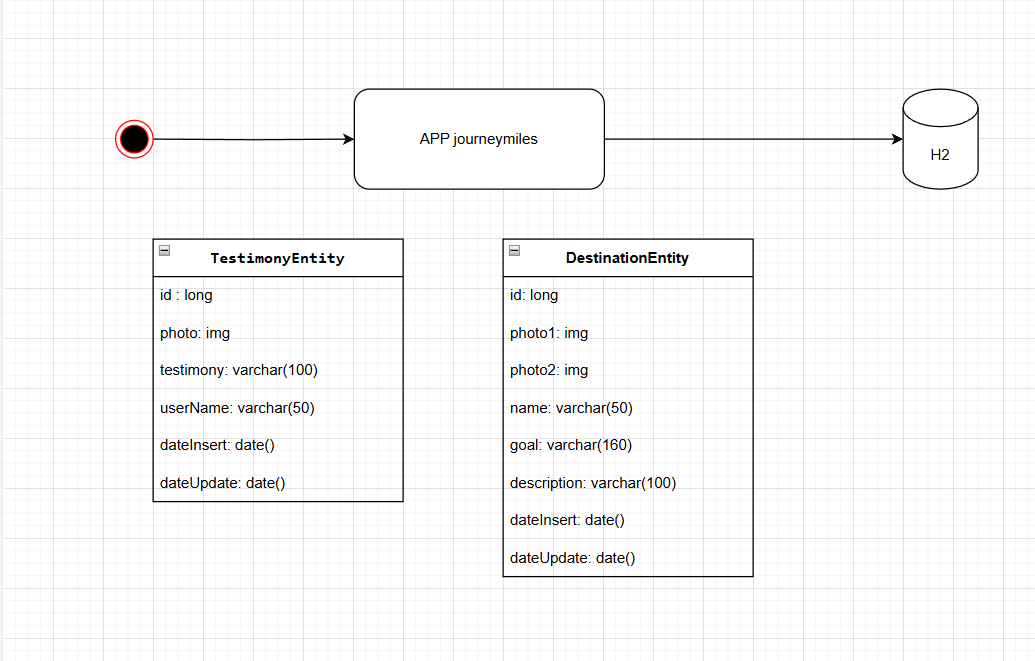 APP journeymiles
H2
TestimonyEntity
id : long
photo: img
testimony: varchar(100)
userName: varchar(50)
dateInsert: date()
dateUpdate: date()
DestinationEntity
id: long
photo1: img
photo2: img
name: varchar(50)
goal: varchar(160)
description: varchar(100)
dateInsert: date()
dateUpdate: date()